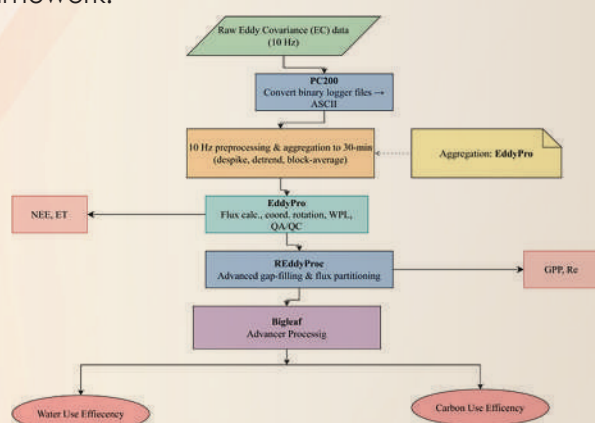 Raw Eddy Covariance (EC) data
(10 Hz)
PC200
Convert binary logger files →
ASCII
10 Hz preprocessing & aggregation to 30-min
(despike, detrend, block-average)
Aggregation: EddyPro
EddyPro
Flux calc., coord. rotation, WPL,
QA/QC
NEE, ET
REddyProc
Advanced gap-filling & flux partitioning
GPP, Re
Bigleaf
Advancer Processig
Water Use Effiecency
Carbon Use Efficency